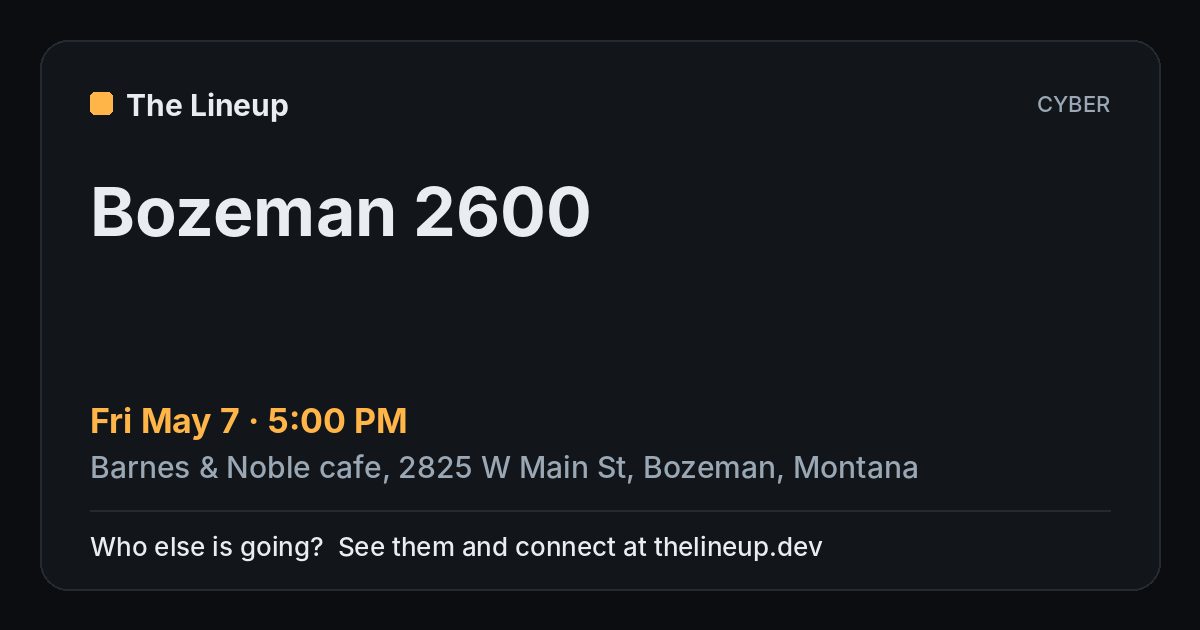 The Lineup
CYBER
Bozeman 2600
Fri May 7 · 5:00 PM
Barnes & Noble cafe, 2825 W Main St, Bozeman, Montana
Who else is going? See them and connect at thelineup.dev